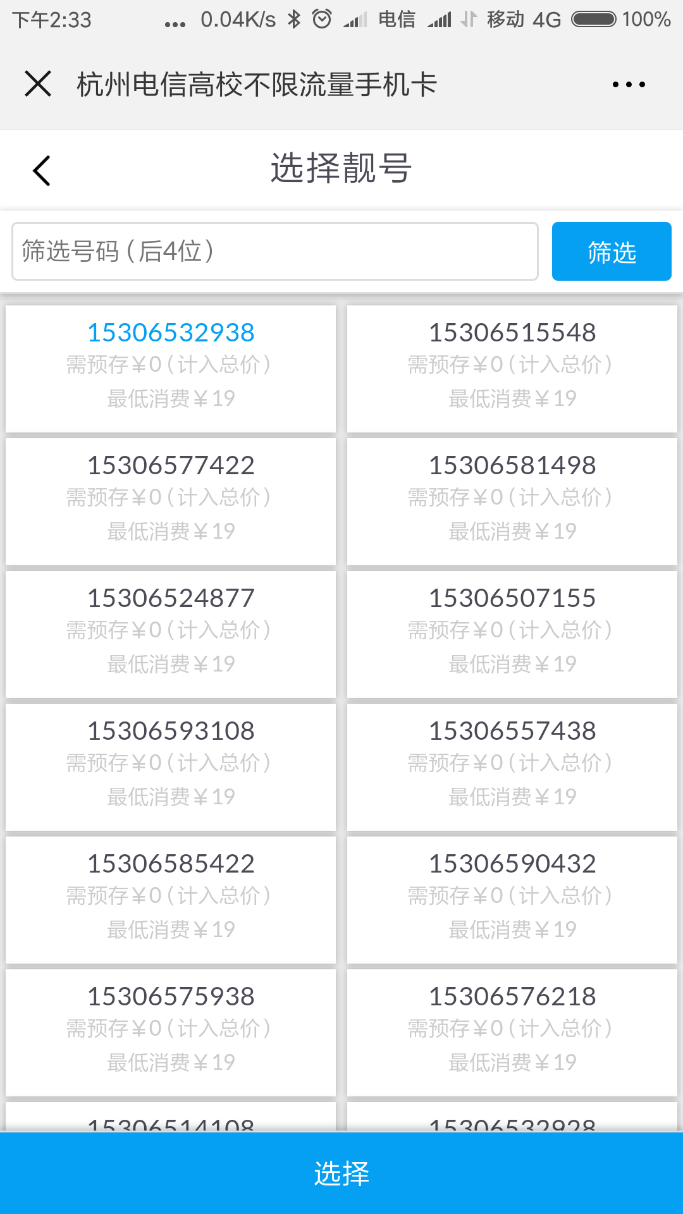 下午2:33 ... 0.04K/s 电信 移动 4G 100%
杭州电信高校不限流量手机卡
选择靓号
筛选号码(后4位) 筛选
15306532938 15306515548
需预存¥0(计入总价) 需预存¥0(计入总价)
最低消费¥19 最低消费¥19
15306577422 15306581498
需预存¥0(计入总价) 需预存¥0(计入总价)
最低消费¥19 最低消费¥19
15306524877 15306507155
需预存¥0(计入总价) 需预存¥0(计入总价)
最低消费¥19 最低消费¥19
15306593108 15306557438
需预存¥0(计入总价) 需预存¥0(计入总价)
最低消费¥19 最低消费¥19
15306585422 15306590432
需预存¥0(计入总价) 需预存¥0(计入总价)
最低消费¥19 最低消费¥19
15306575938 15306576218
需预存¥0(计入总价) 需预存¥0(计入总价)
最低消费¥19 最低消费¥19
15306514108 15306532928
选择